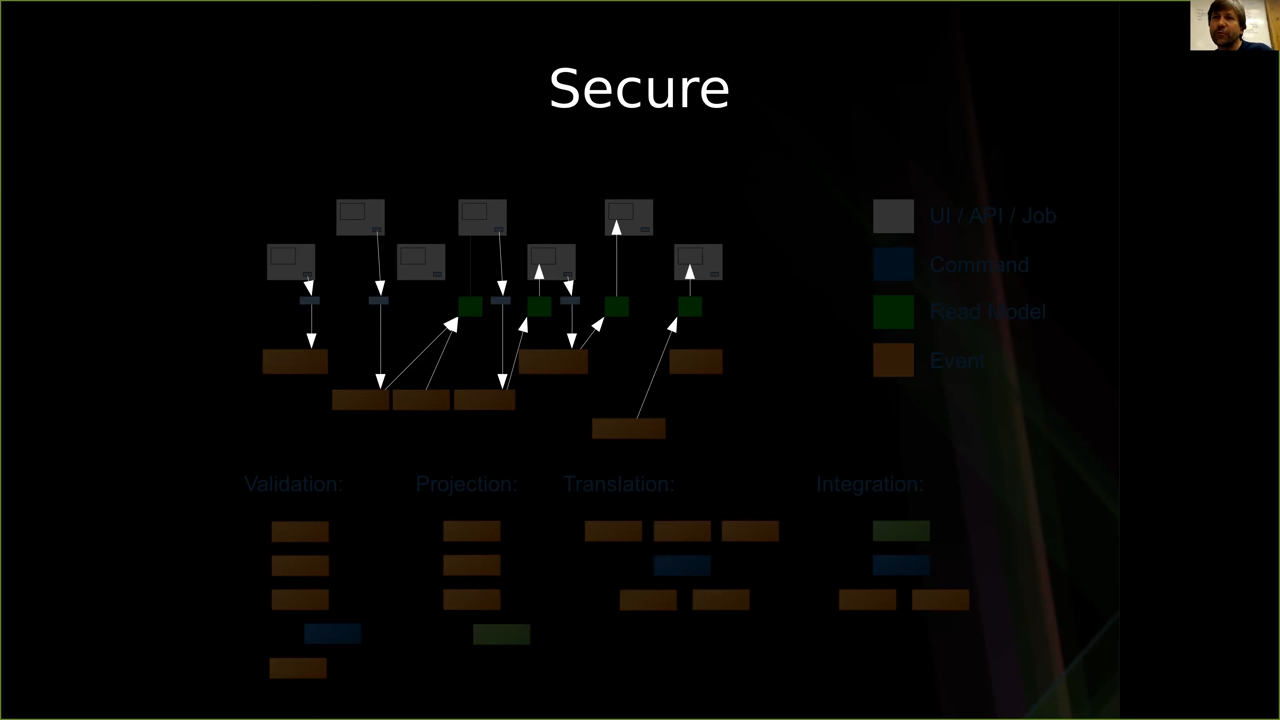 Secure
UI / API / Job
Command
Read Model
Event
Validation:
Projection:
Translation:
Integration: